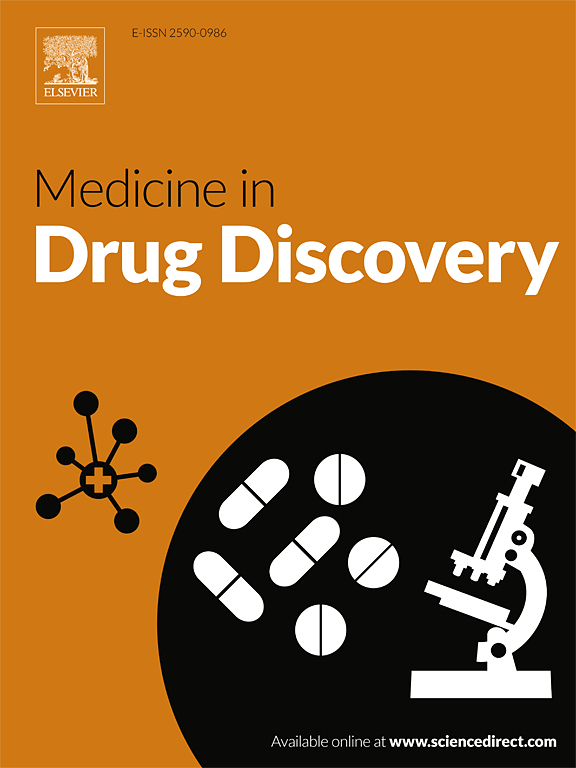 E-ISSN 2590-0986
ELSEVIER
Medicine in
Drug Discovery
Available online at www.sciencedirect.com